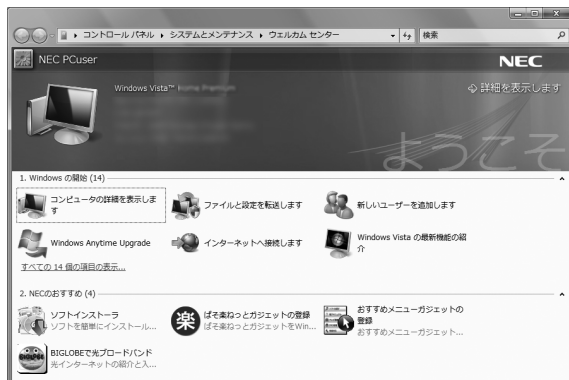 コントロール パネル ▸ システムとメンテナンス ▸ ウェルカム センター
検索
NEC PCuser
NEC
Windows Vista™ Home Premium
詳細を表示します
ようこそ
1. Windows の開始 (14)
コンピュータの詳細を表示しま
す
ファイルと設定を転送します
新しいユーザーを追加します
Windows Anytime Upgrade
インターネットへ接続します
Windows Vista の最新機能の紹
介
すべての 14 個の項目の表示...
2. NECのおすすめ (4)
ソフトインストーラ
ソフトを簡単にインストール...
楽
ぱそ楽ねっとガジェットの登録
ぱそ楽ねっとガジェットをWin...
おすすめメニューガジェットの
登録
おすすめメニューガジェット...
BIGLOBE
BIGLOBEで光ブロードバンド
光インターネットの紹介と入...